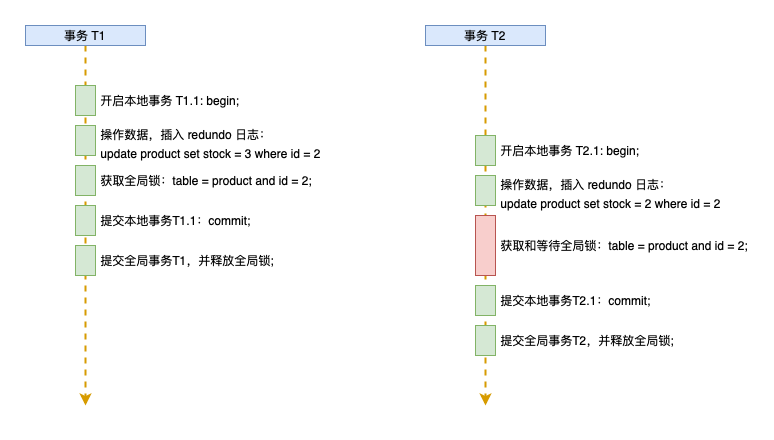 事务 T1
开启本地事务 T1.1: begin;
操作数据，插入 redundo 日志：
update product set stock = 3 where id = 2
获取全局锁：table = product and id = 2;
提交本地事务T1.1：commit;
提交全局事务T1，并释放全局锁;
事务 T2
开启本地事务 T2.1: begin;
操作数据，插入 redundo 日志：
update product set stock = 2 where id = 2
获取和等待全局锁：table = product and id = 2;
提交本地事务T2.1：commit;
提交全局事务T2，并释放全局锁;